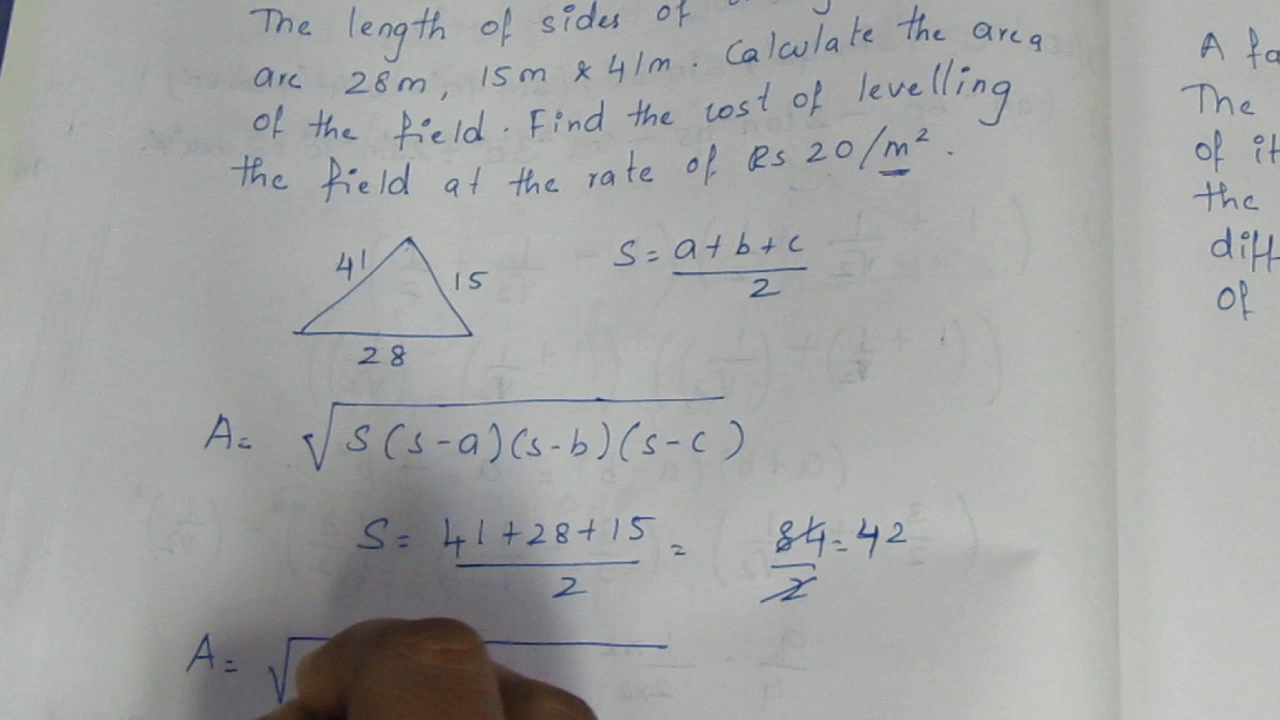 The length of sides of
are 28m, 15m & 41m. Calculate the area
of the field. Find the cost of levelling
the field at the rate of Rs 20/m².
41
15
28
S = a+b+c
2
A = √S(s-a)(s-b)(s-c)
S = 41+28+15 = 84 = 42
2 2
A = √
A
The
of
the
Of